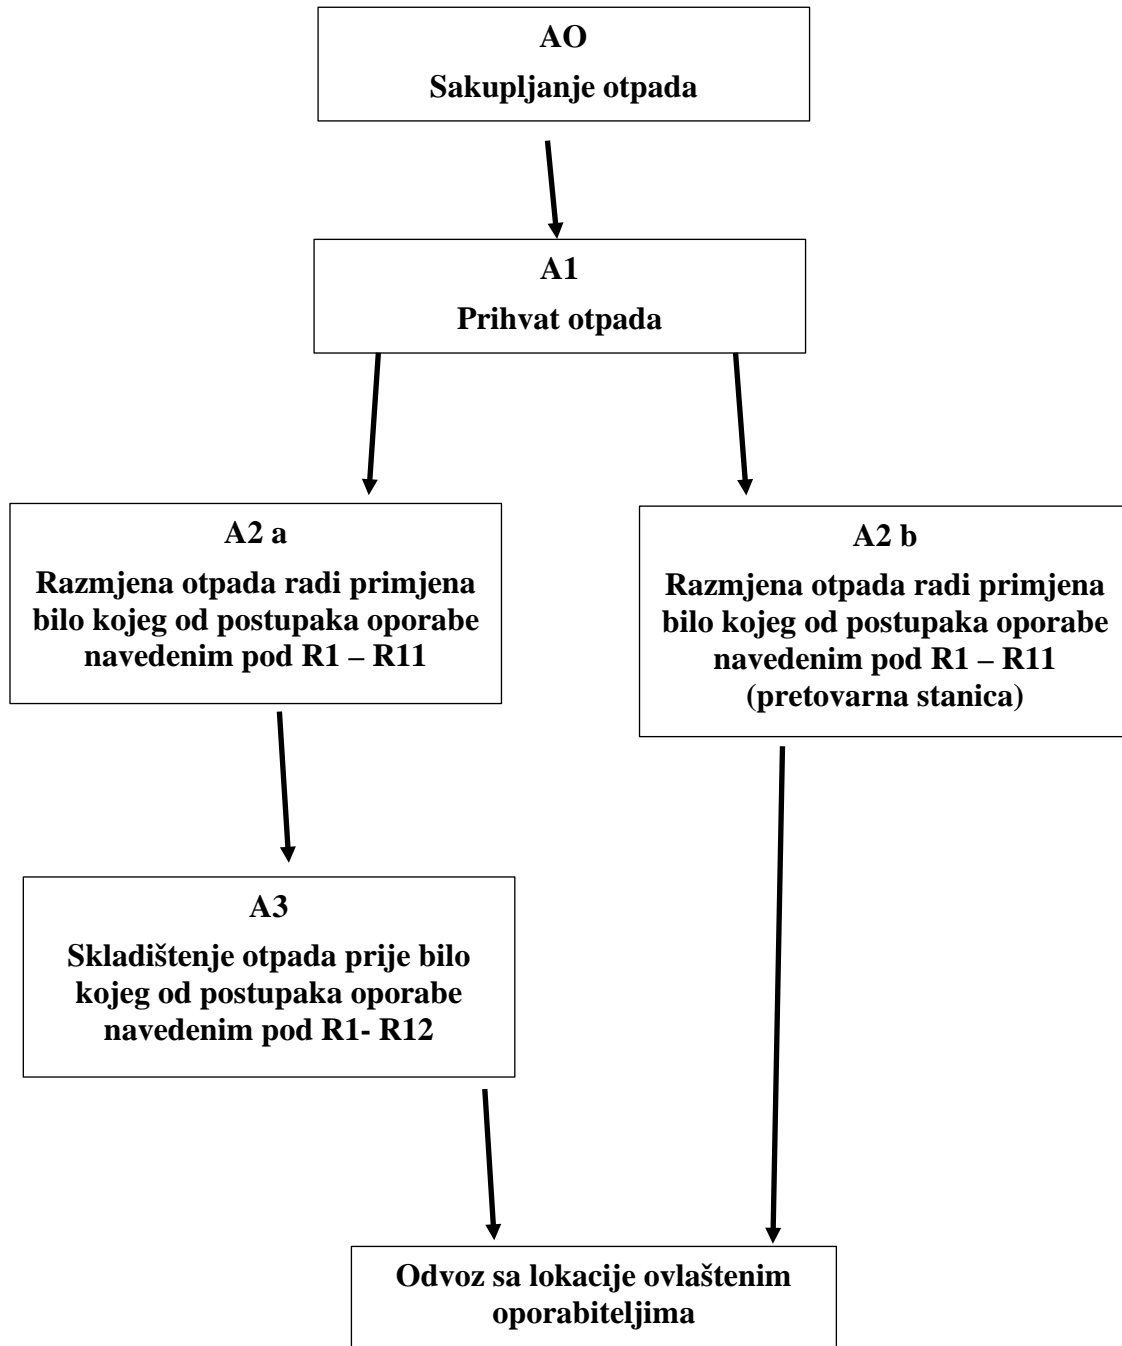 AO
Sakupljanje otpada
A1
Prihvat otpada
A2 a
Razmjena otpada radi primjena
bilo kojeg od postupaka oporabe
navedenim pod R1 – R11
A2 b
Razmjena otpada radi primjena
bilo kojeg od postupaka oporabe
navedenim pod R1 – R11
(pretovarna stanica)
A3
Skladištenje otpada prije bilo
kojeg od postupaka oporabe
navedenim pod R1- R12
Odvoz sa lokacije ovlaštenim
oporabiteljima